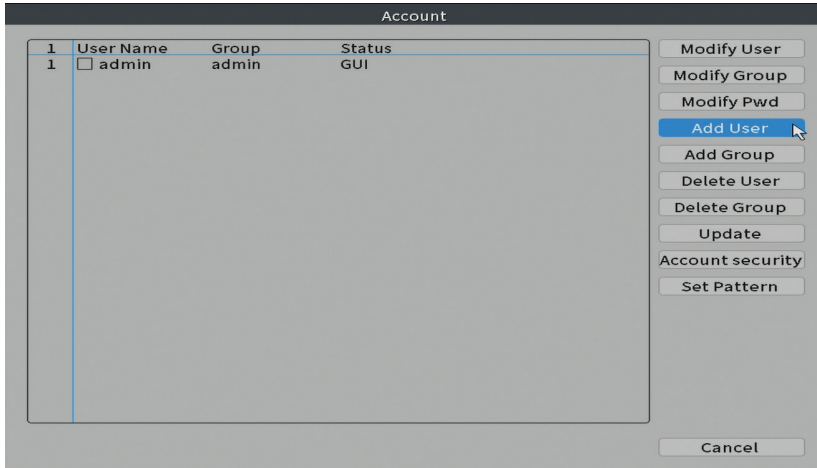 Account
1 User Name Group Status
1 admin admin GUI
Modify User
Modify Group
Modify Pwd
Add User
Add Group
Delete User
Delete Group
Update
Account security
Set Pattern
Cancel